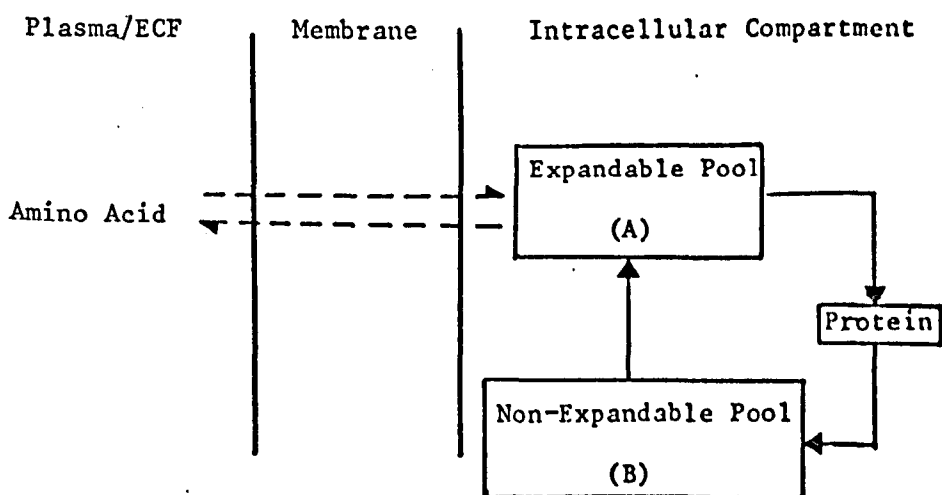 Plasma/ECF Membrane Intracellular Compartment
Expandable Pool
Amino Acid
(A)
Protein
Non-Expandable Pool
(B)